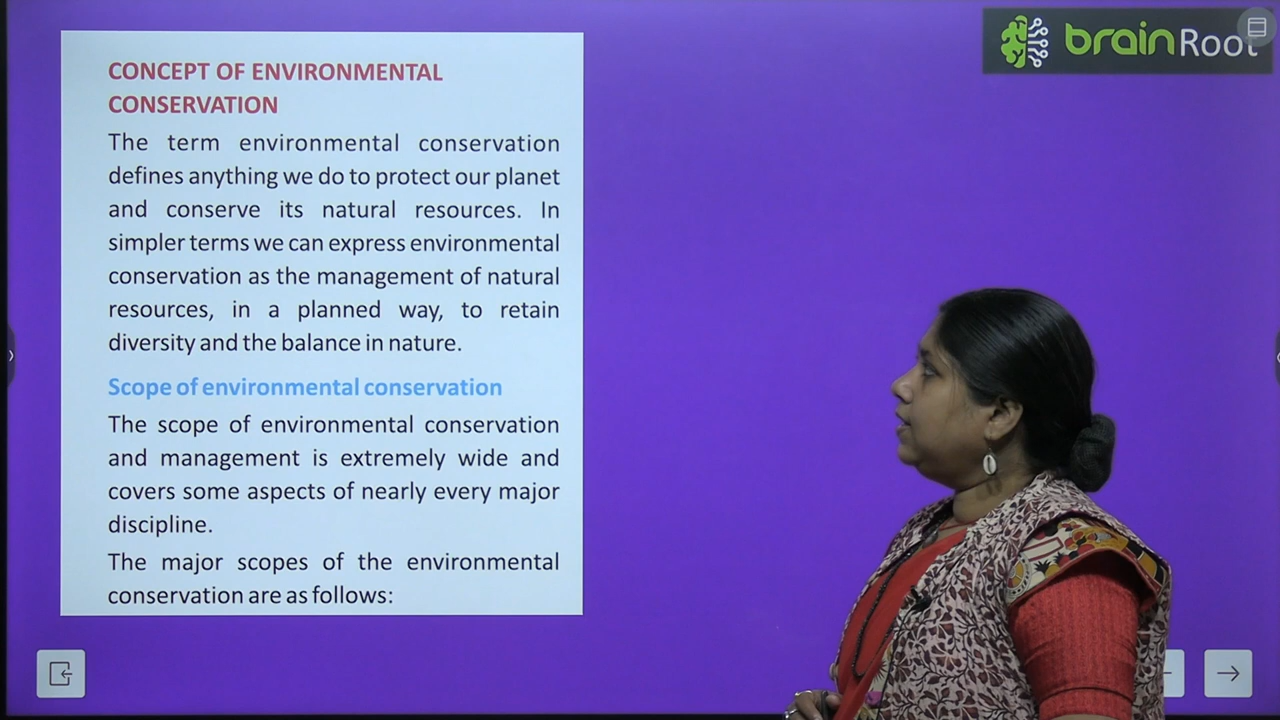 CONCEPT OF ENVIRONMENTAL
CONSERVATION
The term environmental conservation
defines anything we do to protect our planet
and conserve its natural resources. In
simpler terms we can express environmental
conservation as the management of natural
resources, in a planned way, to retain
diversity and the balance in nature.
Scope of environmental conservation
The scope of environmental conservation
and management is extremely wide and
covers some aspects of nearly every major
discipline.
The major scopes of the environmental
conservation are as follows:
brainRoot